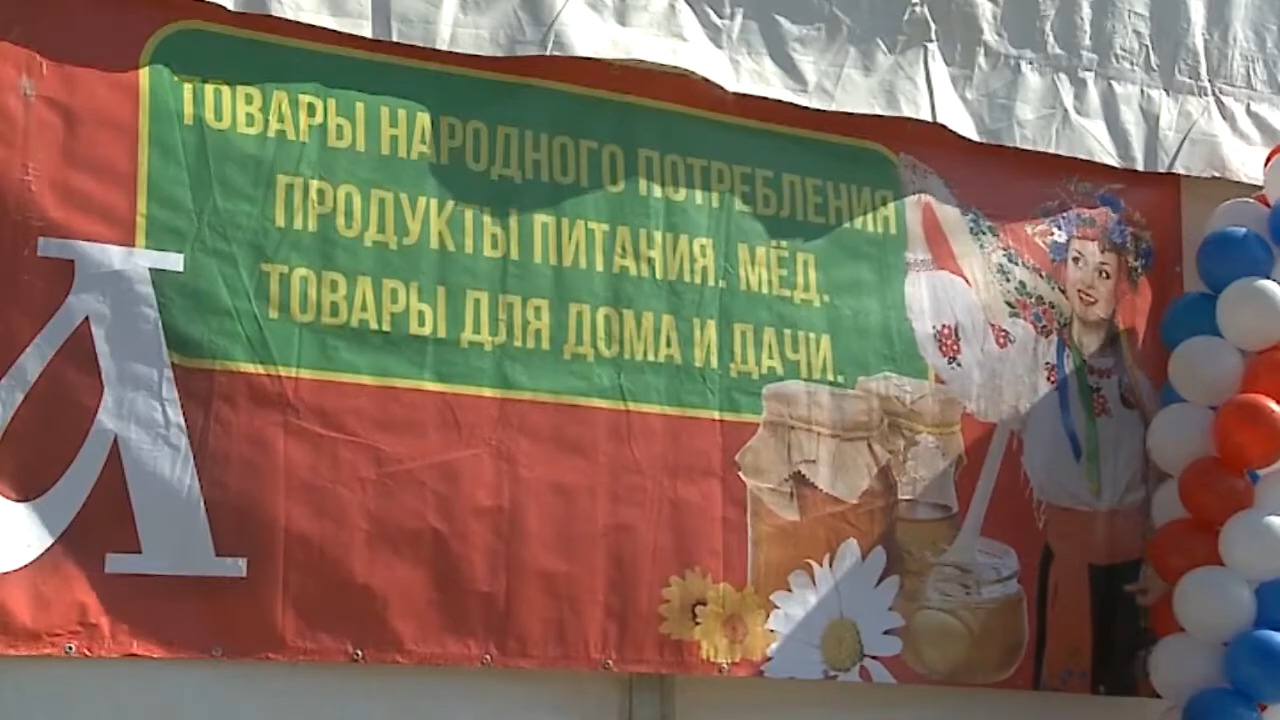 ТОВАРЫ НАРОДНОГО ПОТРЕБЛЕНИЯ
ПРОДУКТЫ ПИТАНИЯ. МЁД.
ТОВАРЫ ДЛЯ ДОМА И ДАЧИ.
Я